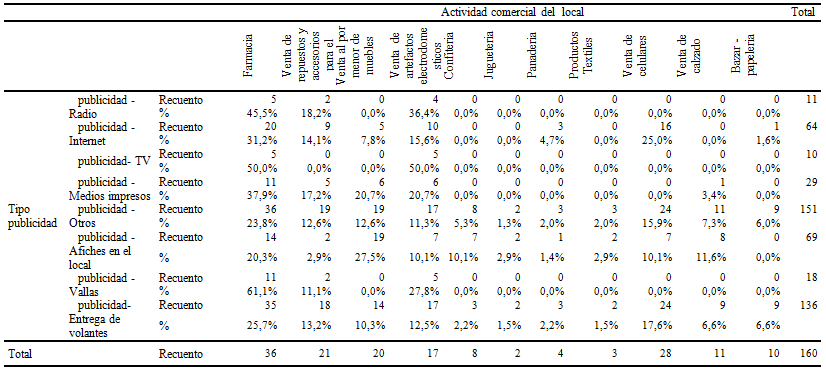 Actividad comercial del local Total
Farmacia
Venta de repuestos y accesorios para el
Venta al por menor de muebles
Venta de artefactos electrodome sticos
Confitería
Juguetería
Panadería
Productos Textiles
Venta de celulares
Venta de calzado
Bazar - papelería
Tipo publicidad
publicidad - Radio Recuento 5 2 0 4 0 0 0 0 0 0 0 11
% 45,5% 18,2% 0,0% 36,4% 0,0% 0,0% 0,0% 0,0% 0,0% 0,0% 0,0%
publicidad - Internet Recuento 20 9 5 10 0 0 3 0 16 0 1 64
% 31,2% 14,1% 7,8% 15,6% 0,0% 0,0% 4,7% 0,0% 25,0% 0,0% 1,6%
publicidad- TV Recuento 5 0 0 5 0 0 0 0 0 0 0 10
% 50,0% 0,0% 0,0% 50,0% 0,0% 0,0% 0,0% 0,0% 0,0% 0,0% 0,0%
publicidad - Medios impresos Recuento 11 5 6 6 0 0 0 0 0 1 0 29
% 37,9% 17,2% 20,7% 20,7% 0,0% 0,0% 0,0% 0,0% 0,0% 3,4% 0,0%
publicidad - Otros Recuento 36 19 19 17 8 2 3 3 24 11 9 151
% 23,8% 12,6% 12,6% 11,3% 5,3% 1,3% 2,0% 2,0% 15,9% 7,3% 6,0%
publicidad - Afiches en el local Recuento 14 2 19 7 7 2 1 2 7 8 0 69
% 20,3% 2,9% 27,5% 10,1% 10,1% 2,9% 1,4% 2,9% 10,1% 11,6% 0,0%
publicidad - Vallas Recuento 11 2 0 5 0 0 0 0 0 0 0 18
% 61,1% 11,1% 0,0% 27,8% 0,0% 0,0% 0,0% 0,0% 0,0% 0,0% 0,0%
publicidad- Entrega de volantes Recuento 35 18 14 17 3 2 3 2 24 9 9 136
% 25,7% 13,2% 10,3% 12,5% 2,2% 1,5% 2,2% 1,5% 17,6% 6,6% 6,6%
Total Recuento 36 21 20 17 8 2 4 3 28 11 10 160